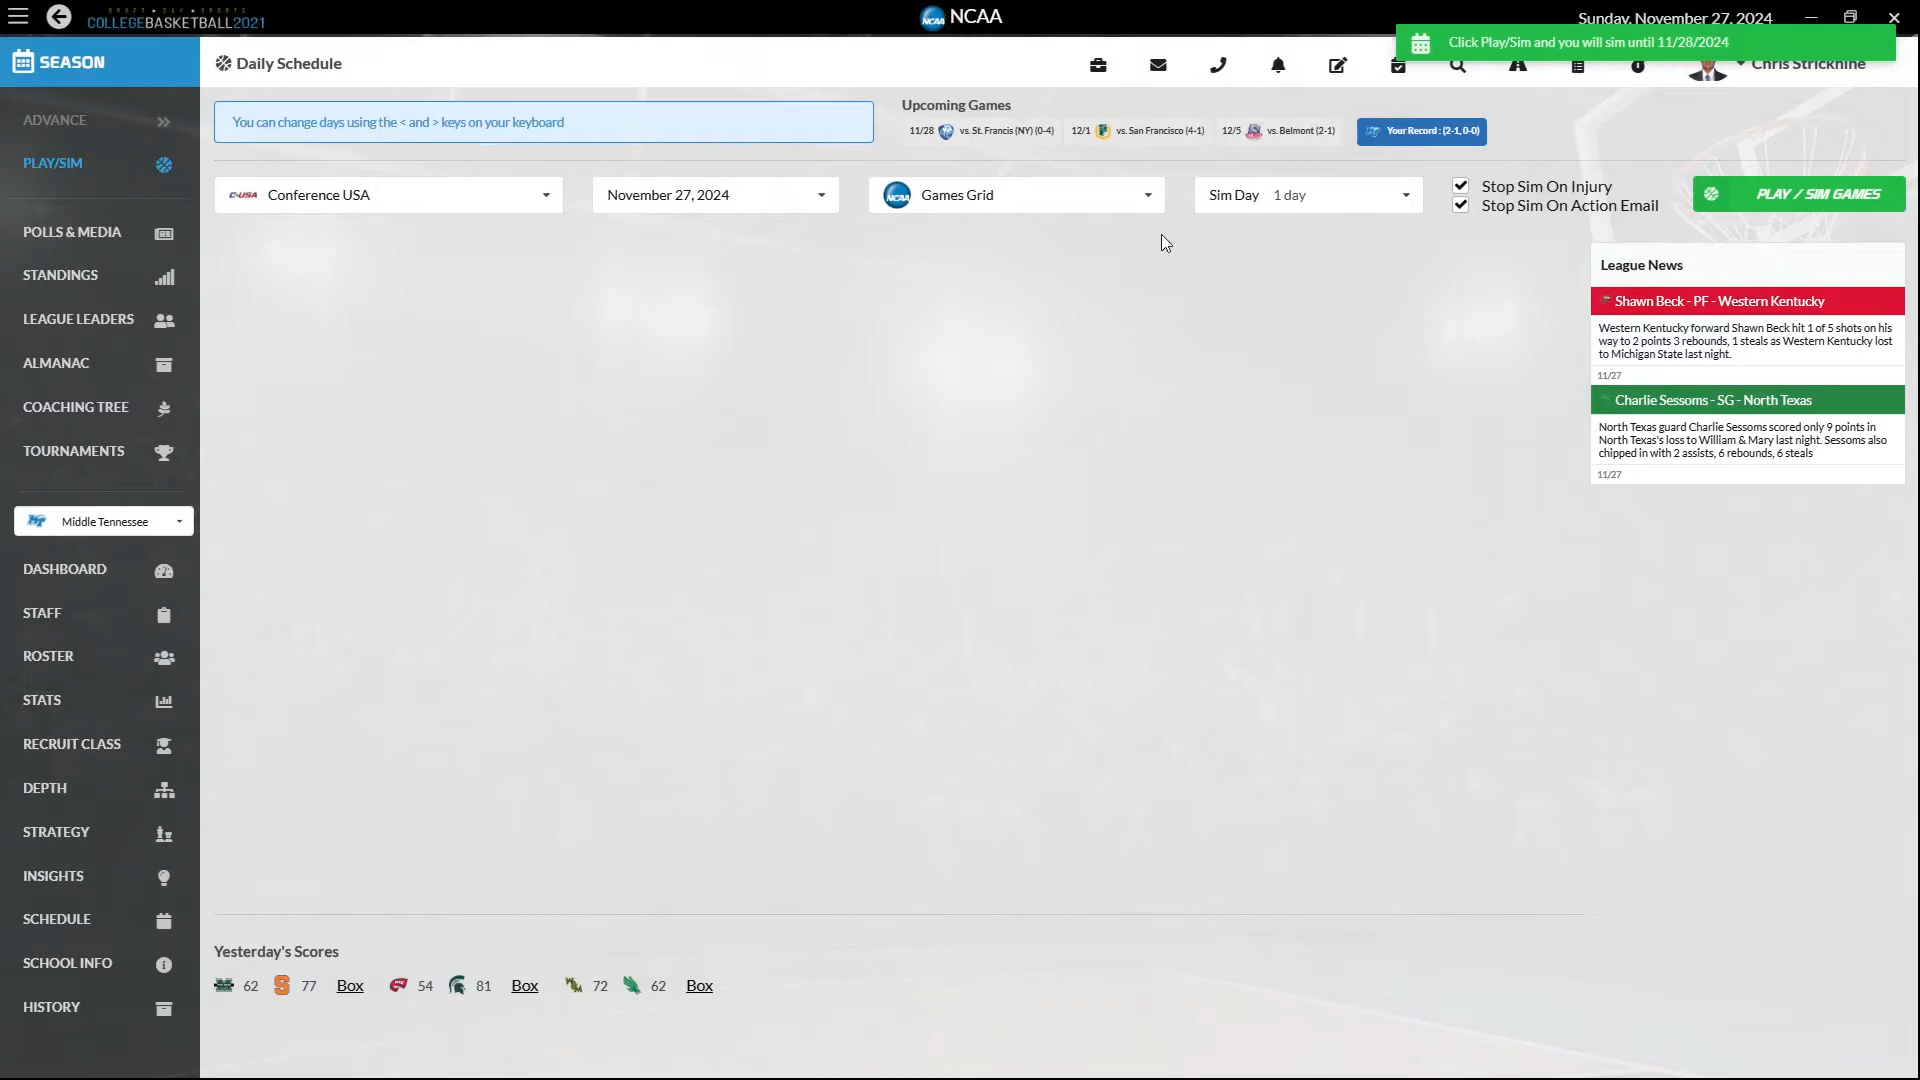 DRAFT • DAY • SPORTS
COLLEGEBASKETBALL2021
NCAA
Sunday, November 27, 2024
Click Play/Sim and you will sim until 11/28/2024
SEASON
Daily Schedule
Chris Stricknine
ADVANCE
PLAY/SIM
POLLS & MEDIA
STANDINGS
LEAGUE LEADERS
ALMANAC
COACHING TREE
TOURNAMENTS
Middle Tennessee
DASHBOARD
STAFF
ROSTER
STATS
RECRUIT CLASS
DEPTH
STRATEGY
INSIGHTS
SCHEDULE
SCHOOL INFO
HISTORY
You can change days using the < and > keys on your keyboard
Upcoming Games
11/28 vs. St. Francis (NY) (0-4) 12/1 vs. San Francisco (4-1) 12/5 vs. Belmont (2-1) Your Record : (2-1, 0-0)
C-USA Conference USA
November 27, 2024
NCAA Games Grid
Sim Day 1 day
Stop Sim On Injury
Stop Sim On Action Email
PLAY / SIM GAMES
League News
Shawn Beck - PF - Western Kentucky
Western Kentucky forward Shawn Beck hit 1 of 5 shots on his
way to 2 points 3 rebounds, 1 steals as Western Kentucky lost
to Michigan State last night.
11/27
Charlie Sessoms - SG - North Texas
North Texas guard Charlie Sessoms scored only 9 points in
North Texas's loss to William & Mary last night. Sessoms also
chipped in with 2 assists, 6 rebounds, 6 steals
11/27
Yesterday's Scores
62 77 Box 54 81 Box 72 62 Box